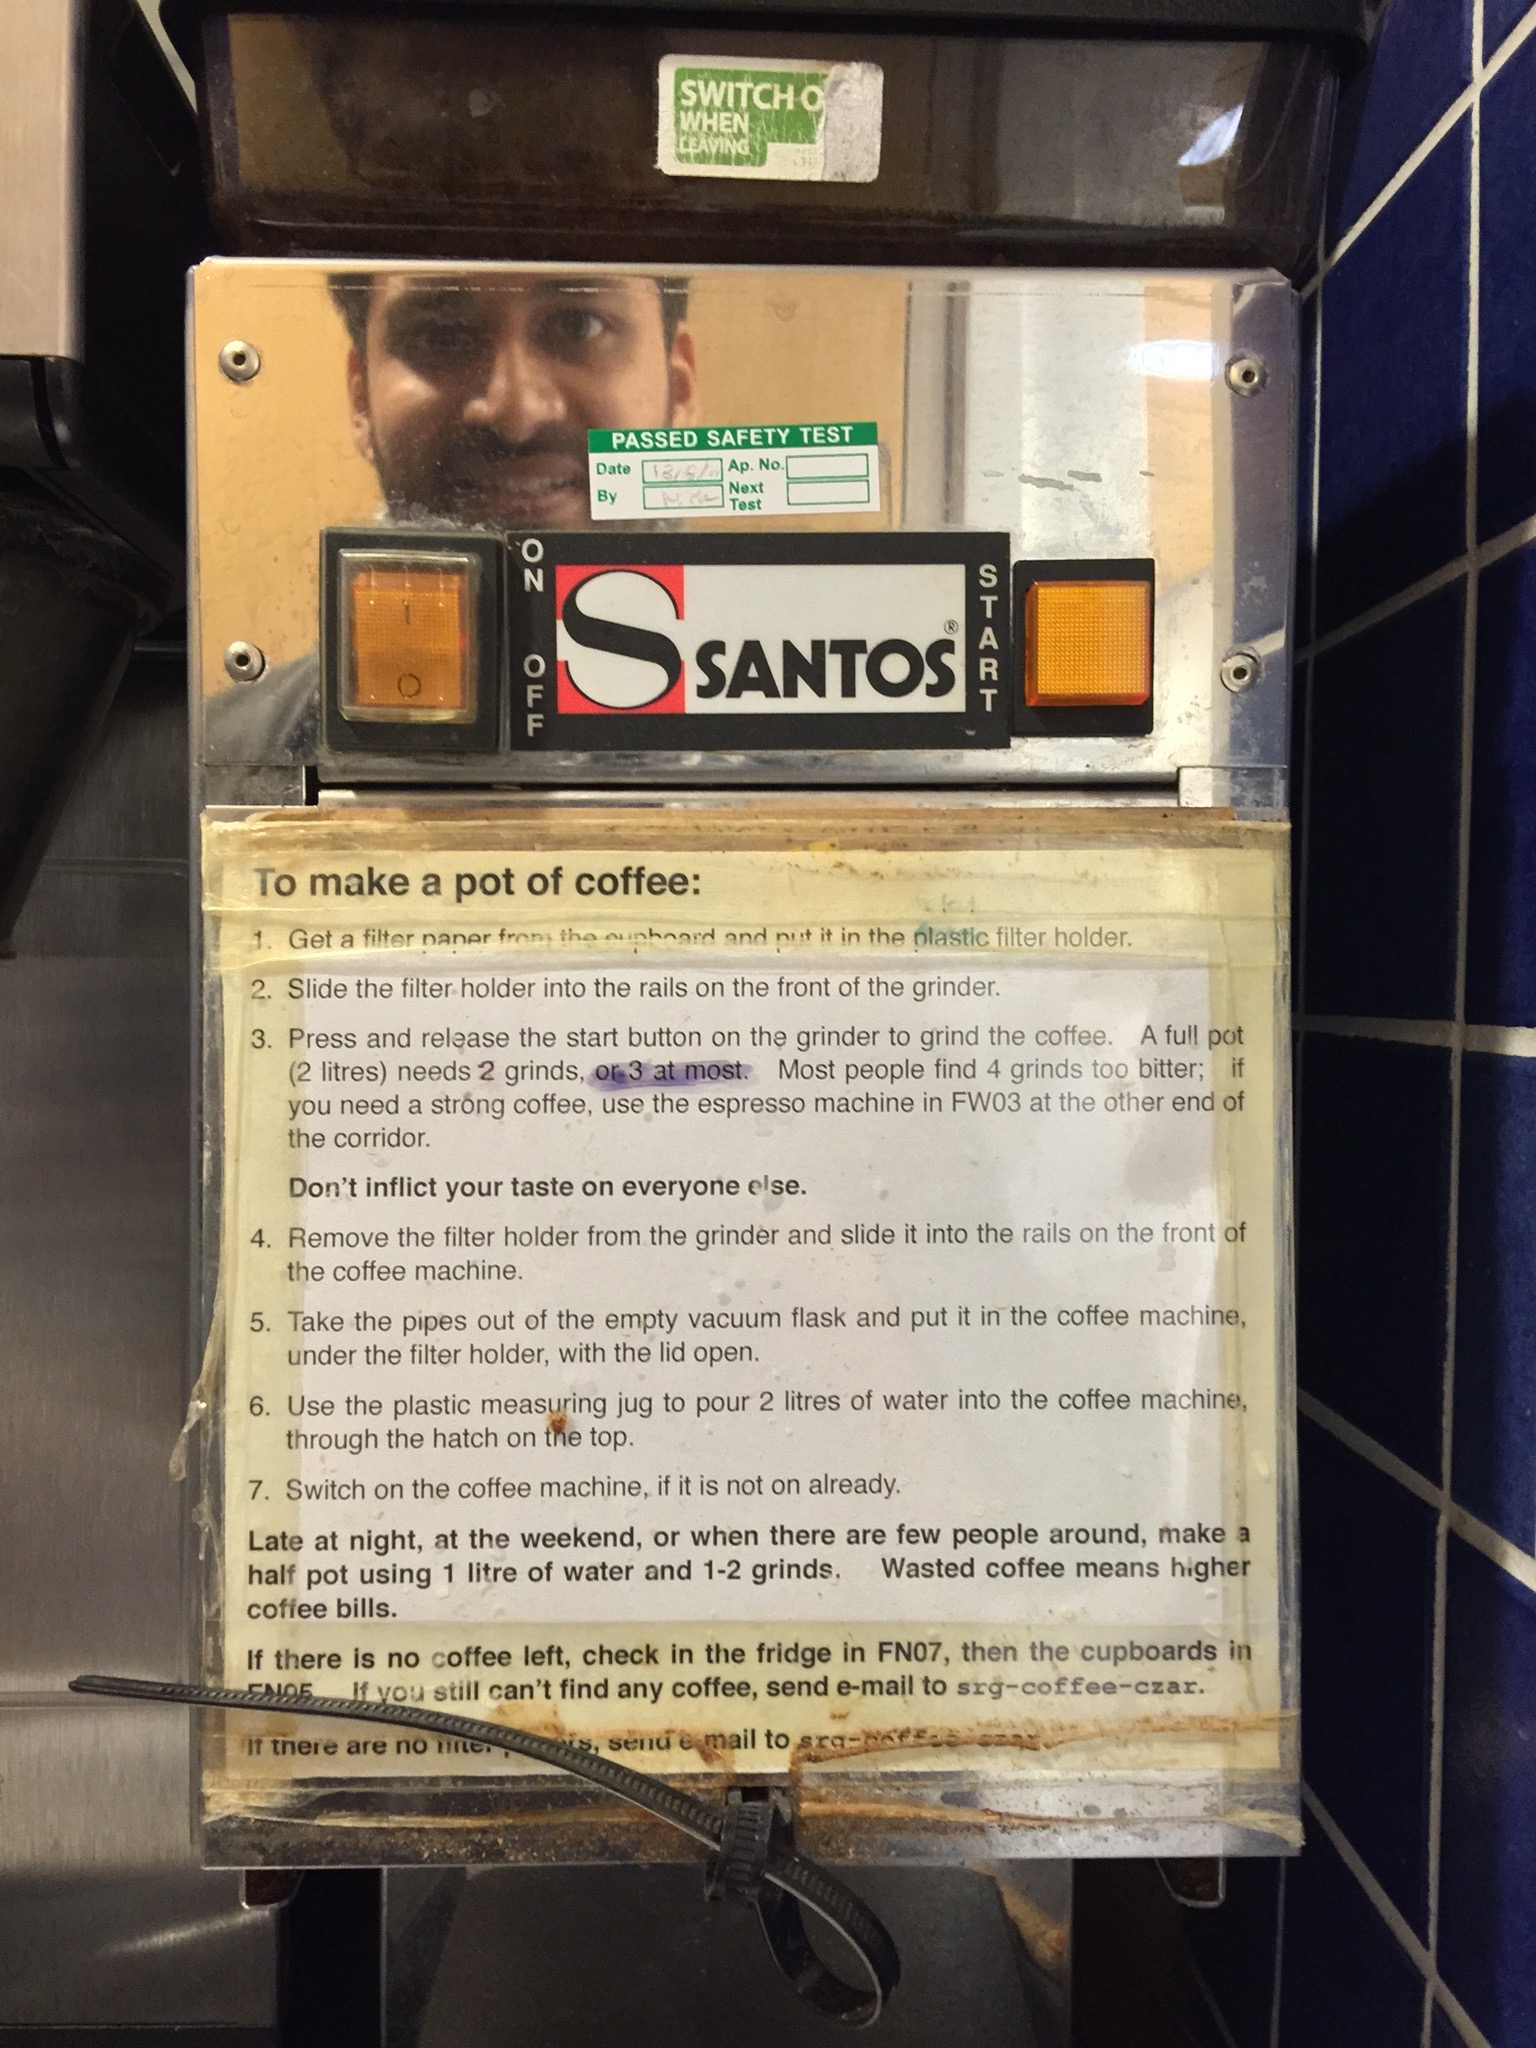 SWITCH O
WHEN
LEAVING
PASSED SAFETY TEST
Date Ap. No.
By Next
Test
ON
OFF
SANTOS®
START
To make a pot of coffee:
1. Get a filter paper from the cupboard and put it in the plastic filter holder.
2. Slide the filter holder into the rails on the front of the grinder.
3. Press and release the start button on the grinder to grind the coffee. A full pot
(2 litres) needs 2 grinds, or 3 at most. Most people find 4 grinds too bitter; if
you need a strong coffee, use the espresso machine in FW03 at the other end of
the corridor.
Don't inflict your taste on everyone else.
4. Remove the filter holder from the grinder and slide it into the rails on the front of
the coffee machine.
5. Take the pipes out of the empty vacuum flask and put it in the coffee machine,
under the filter holder, with the lid open.
6. Use the plastic measuring jug to pour 2 litres of water into the coffee machine,
through the hatch on the top.
7. Switch on the coffee machine, if it is not on already.
Late at night, at the weekend, or when there are few people around, make a
half pot using 1 litre of water and 1-2 grinds. Wasted coffee means higher
coffee bills.
If there is no coffee left, check in the fridge in FN07, then the cupboards in
FN05. If you still can't find any coffee, send e-mail to srg-coffee-czar.
If there are no filter, send e-mail to srg-coffee-czar.